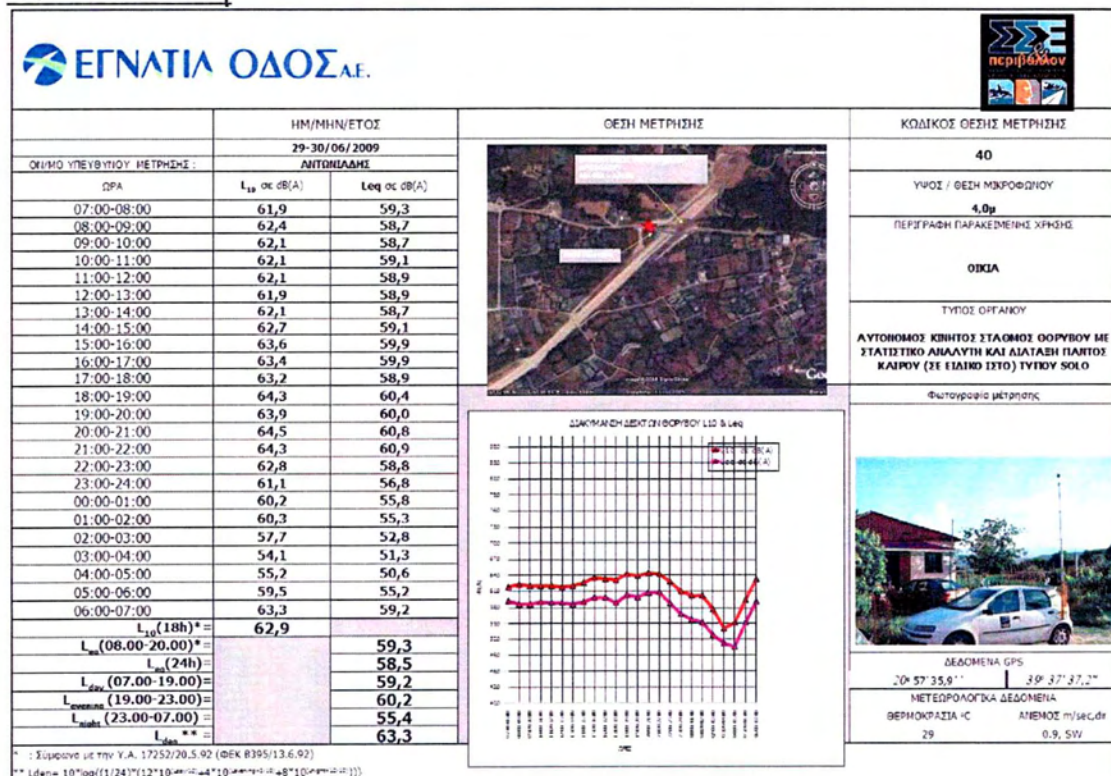 ΕΓΝΑΤΙΑ ΟΔΟΣ Α.Ε.
ΣΣΕ
&
περιβάλλον
ΗΜ/ΜΗΝ/ΕΤΟΣ
ΘΕΣΗ ΜΕΤΡΗΣΗΣ
ΚΩΔΙΚΟΣ ΘΕΣΗΣ ΜΕΤΡΗΣΗΣ
29-30/06/2009
40
ΟΝ/ΜΟ ΥΠΕΥΘΥΝΟΥ ΜΕΤΡΗΣΗΣ :
ΑΝΤΩΝΙΑΔΗΣ
ΩΡΑ L10 σε dB(A) Leq σε dB(A)
ΥΨΟΣ / ΘΕΣΗ ΜΙΚΡΟΦΩΝΟΥ
4,0μ
ΠΕΡΙΓΡΑΦΗ ΠΑΡΑΚΕΙΜΕΝΗΣ ΧΡΗΣΗΣ
ΟΙΚΙΑ
ΤΥΠΟΣ ΟΡΓΑΝΟΥ
ΑΥΤΟΝΟΜΟΣ ΚΙΝΗΤΟΣ ΣΤΑΘΜΟΣ ΘΟΡΥΒΟΥ ΜΕ
ΣΤΑΤΙΣΤΙΚΟ ΑΝΑΛΥΤΗ ΚΑΙ ΔΙΑΤΑΞΗ ΠΑΝΤΟΣ
ΚΑΙΡΟΥ (ΣΕ ΕΙΔΙΚΟ ΙΣΤΟ) ΤΥΠΟΥ SOLO
07:00-08:00 61,9 59,3
08:00-09:00 62,4 58,7
09:00-10:00 62,1 58,7
10:00-11:00 62,1 59,1
11:00-12:00 62,1 58,9
12:00-13:00 61,9 58,9
13:00-14:00 62,1 58,7
14:00-15:00 62,7 59,1
15:00-16:00 63,6 59,9
16:00-17:00 63,4 59,9
17:00-18:00 63,2 58,9
18:00-19:00 64,3 60,4
19:00-20:00 63,9 60,0
20:00-21:00 64,5 60,8
21:00-22:00 64,3 60,9
22:00-23:00 62,8 58,8
23:00-24:00 61,1 56,8
00:00-01:00 60,2 55,8
01:00-02:00 60,3 55,3
02:00-03:00 57,7 52,8
03:00-04:00 54,1 51,3
04:00-05:00 55,2 50,6
05:00-06:00 59,5 55,2
06:00-07:00 63,3 59,2
L10(18h)*= 62,9
Leq(08.00-20.00)*= 59,3
Leq(24h)= 58,5
Lday (07.00-19.00)= 59,2
Levening (19.00-23.00)= 60,2
Lnight (23.00-07.00) = 55,4
Lden ** = 63,3
ΔΙΑΚΥΜΑΝΣΗ ΔΕΙΚΤΩΝ ΘΟΡΥΒΟΥ L10 & Leq
L10 σε dB(A)
Leq σε dB(A)
Φωτογραφία μέτρησης
ΔΕΔΟΜΕΝΑ GPS
20° 57' 35,9'' 39° 37' 37,2"
ΜΕΤΕΩΡΟΛΟΓΙΚΑ ΔΕΔΟΜΕΝΑ
ΘΕΡΜΟΚΡΑΣΙΑ °C ΑΝΕΜΟΣ m/sec,dir
29 0.9, SW
* : Σύμφωνα με την Υ.Α. 17252/20.5.92 (ΦΕΚ Β395/13.6.92)